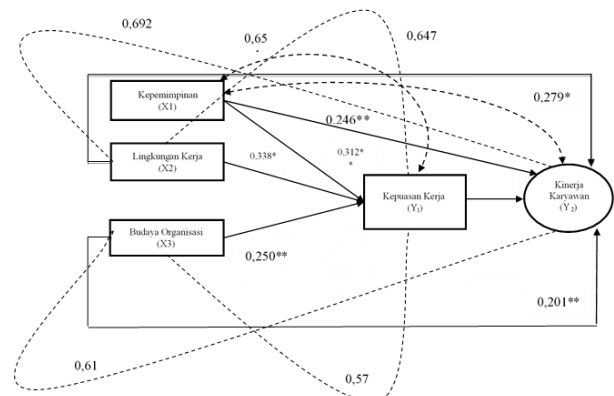 0,692
0,65
0,647
Kepemimpinan
(X1)
0,279*
0.246**
Lingkungan Kerja
(X2)
0,338*
0,312*
*
Kepuasan Kerja
(Y₁)
Kinerja
Karyawan
(Y₂)
Budaya Organisasi
(X3)
0,250**
0,201**
0,61
0,57